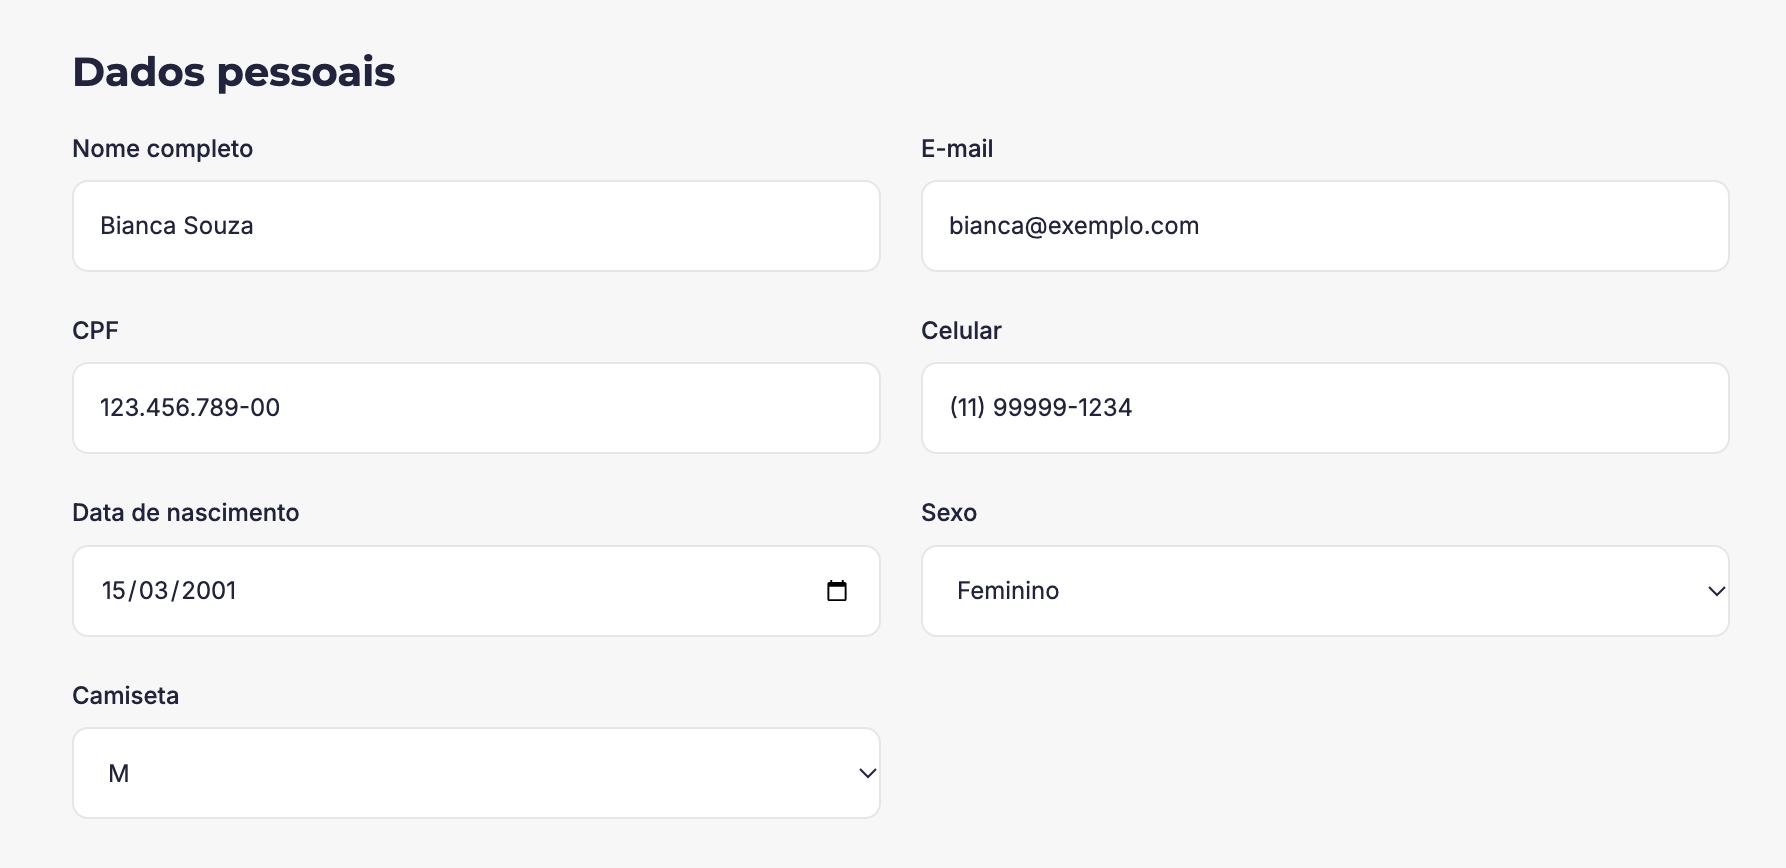 Dados pessoais
Nome completo
Bianca Souza
E-mail
bianca@exemplo.com
CPF
123.456.789-00
Celular
(11) 99999-1234
Data de nascimento
15/03/2001
Sexo
Feminino
Camiseta
M